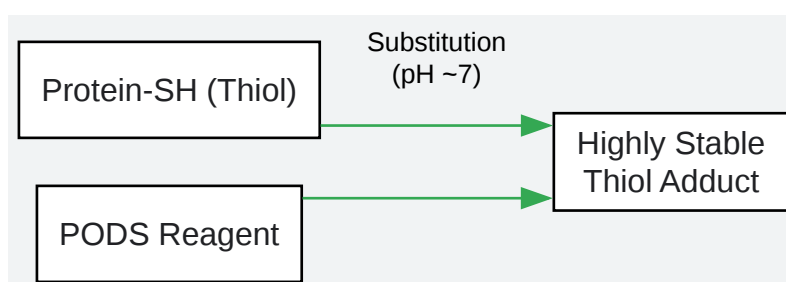 Substitution
(pH ~7)
Protein-SH (Thiol)
Highly Stable
Thiol Adduct
PODS Reagent